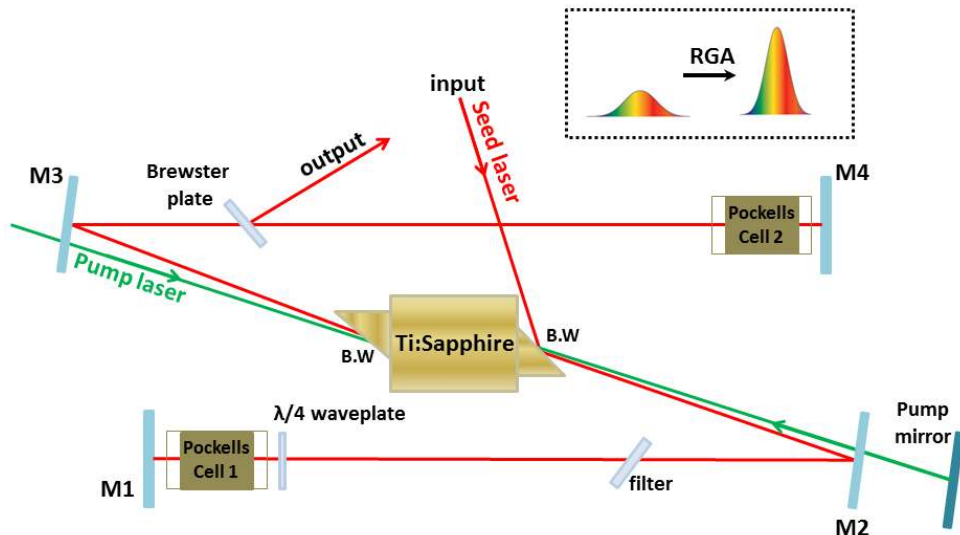 RGA
input
Seed laser
output
M3
Brewster
plate
M4
Pockells
Cell 2
Pump laser
B.W
Ti:Sapphire
B.W
λ/4 waveplate
Pockells
Cell 1
M1
filter
Pump
mirror
M2